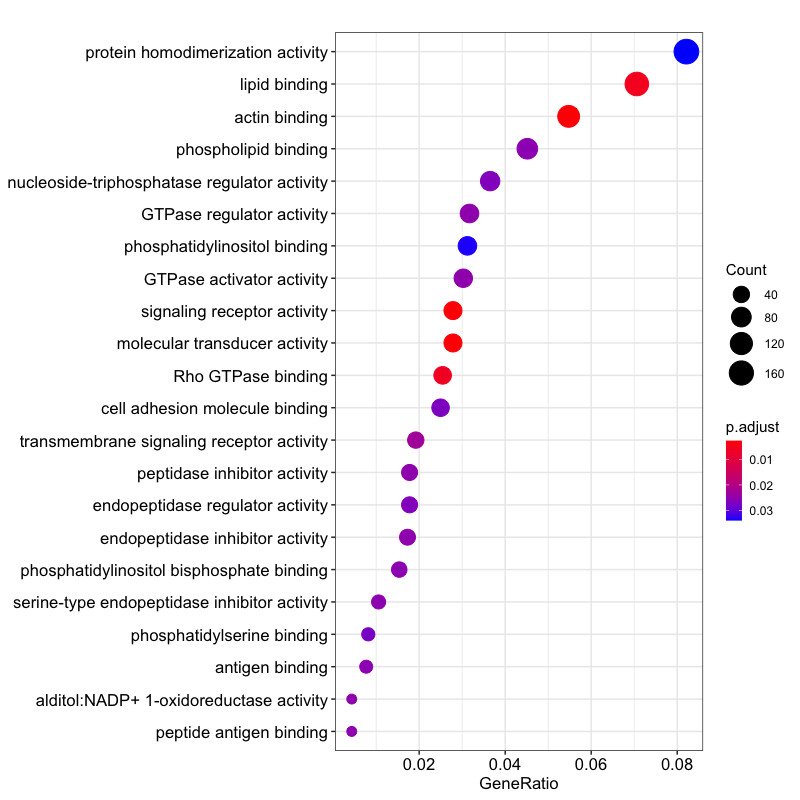 protein homodimerization activity
lipid binding
actin binding
phospholipid binding
nucleoside-triphosphatase regulator activity
GTPase regulator activity
phosphatidylinositol binding
GTPase activator activity
signaling receptor activity
molecular transducer activity
Rho GTPase binding
cell adhesion molecule binding
transmembrane signaling receptor activity
peptidase inhibitor activity
endopeptidase regulator activity
endopeptidase inhibitor activity
phosphatidylinositol bisphosphate binding
serine-type endopeptidase inhibitor activity
phosphatidylserine binding
antigen binding
alditol:NADP+ 1-oxidoreductase activity
peptide antigen binding
0.02 0.04 0.06 0.08
GeneRatio
Count
40
80
120
160
p.adjust
0.01
0.02
0.03